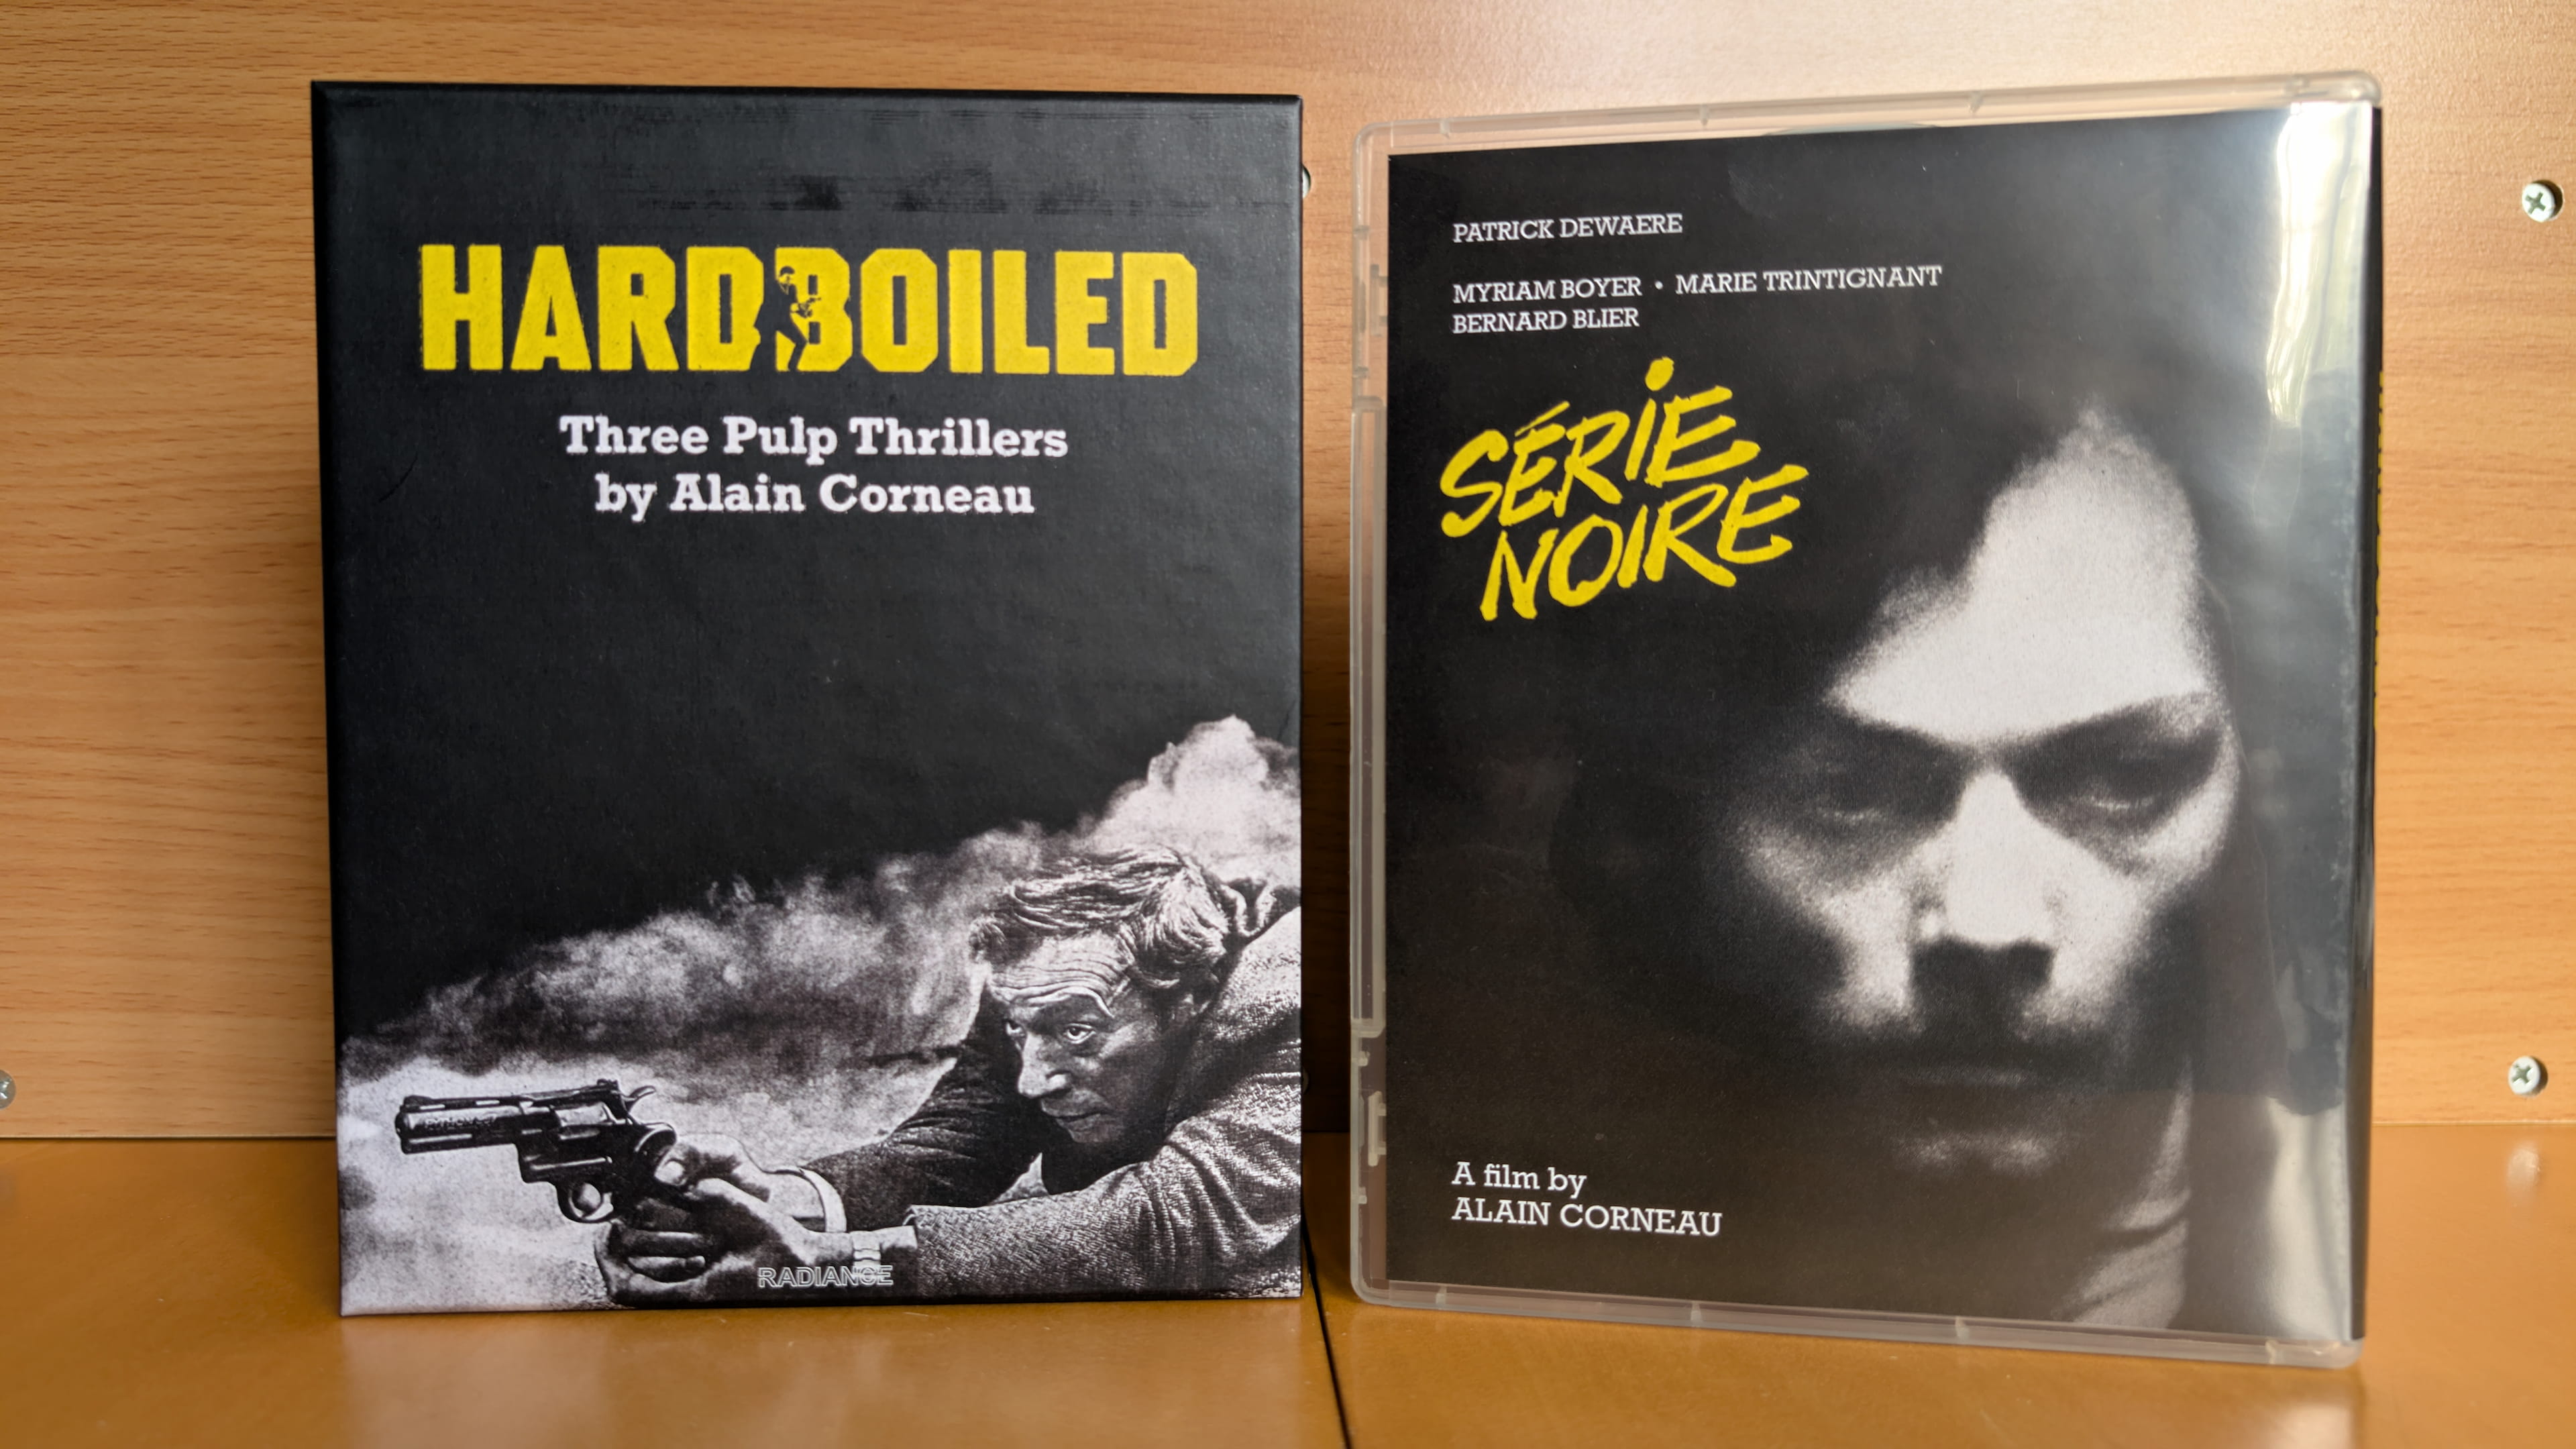 HARDBOILED
Three Pulp Thrillers
by Alain Corneau
RADIANCE
PATRICK DEWAERE
MYRIAM BOYER • MARIE TRINTIGNANT
BERNARD BLIER
SÉRIE
NOIRE
A film by
ALAIN CORNEAU